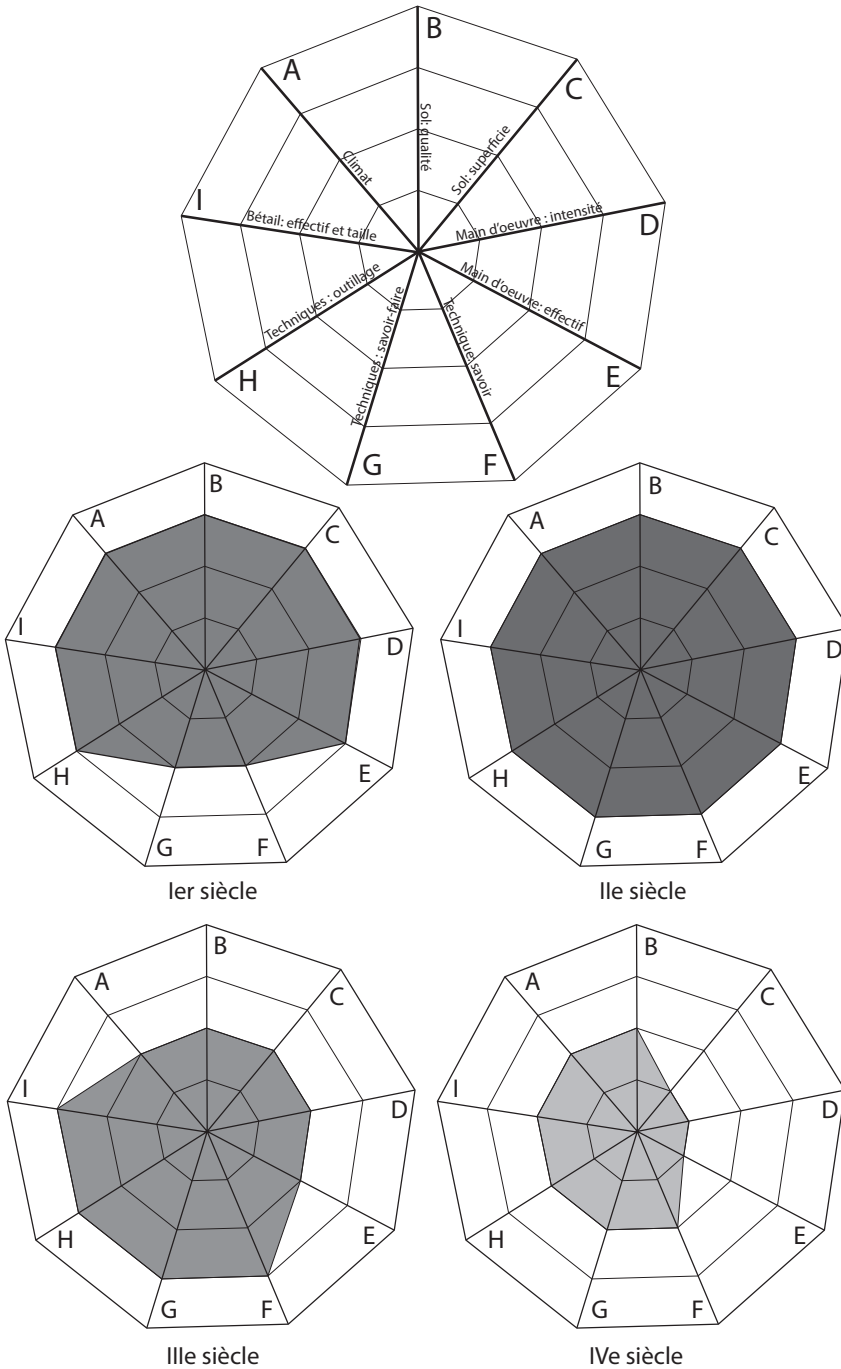 B
A
C
Sol: qualité
Climat
Sol: superficie
I
Bétail: effectif et taille
Main d'oeuvre : intensité
D
Techniques : outillage
Main d'oeuvre: effectif
Techniques : savoir-faire
Technique:savoir
H
E
G
F
B
A
C
I
D
H
E
G
F
Ier siècle
B
A
C
I
D
H
E
G
F
IIe siècle
B
A
C
I
D
H
E
G
F
IIIe siècle
B
A
C
I
D
H
E
G
F
IVe siècle